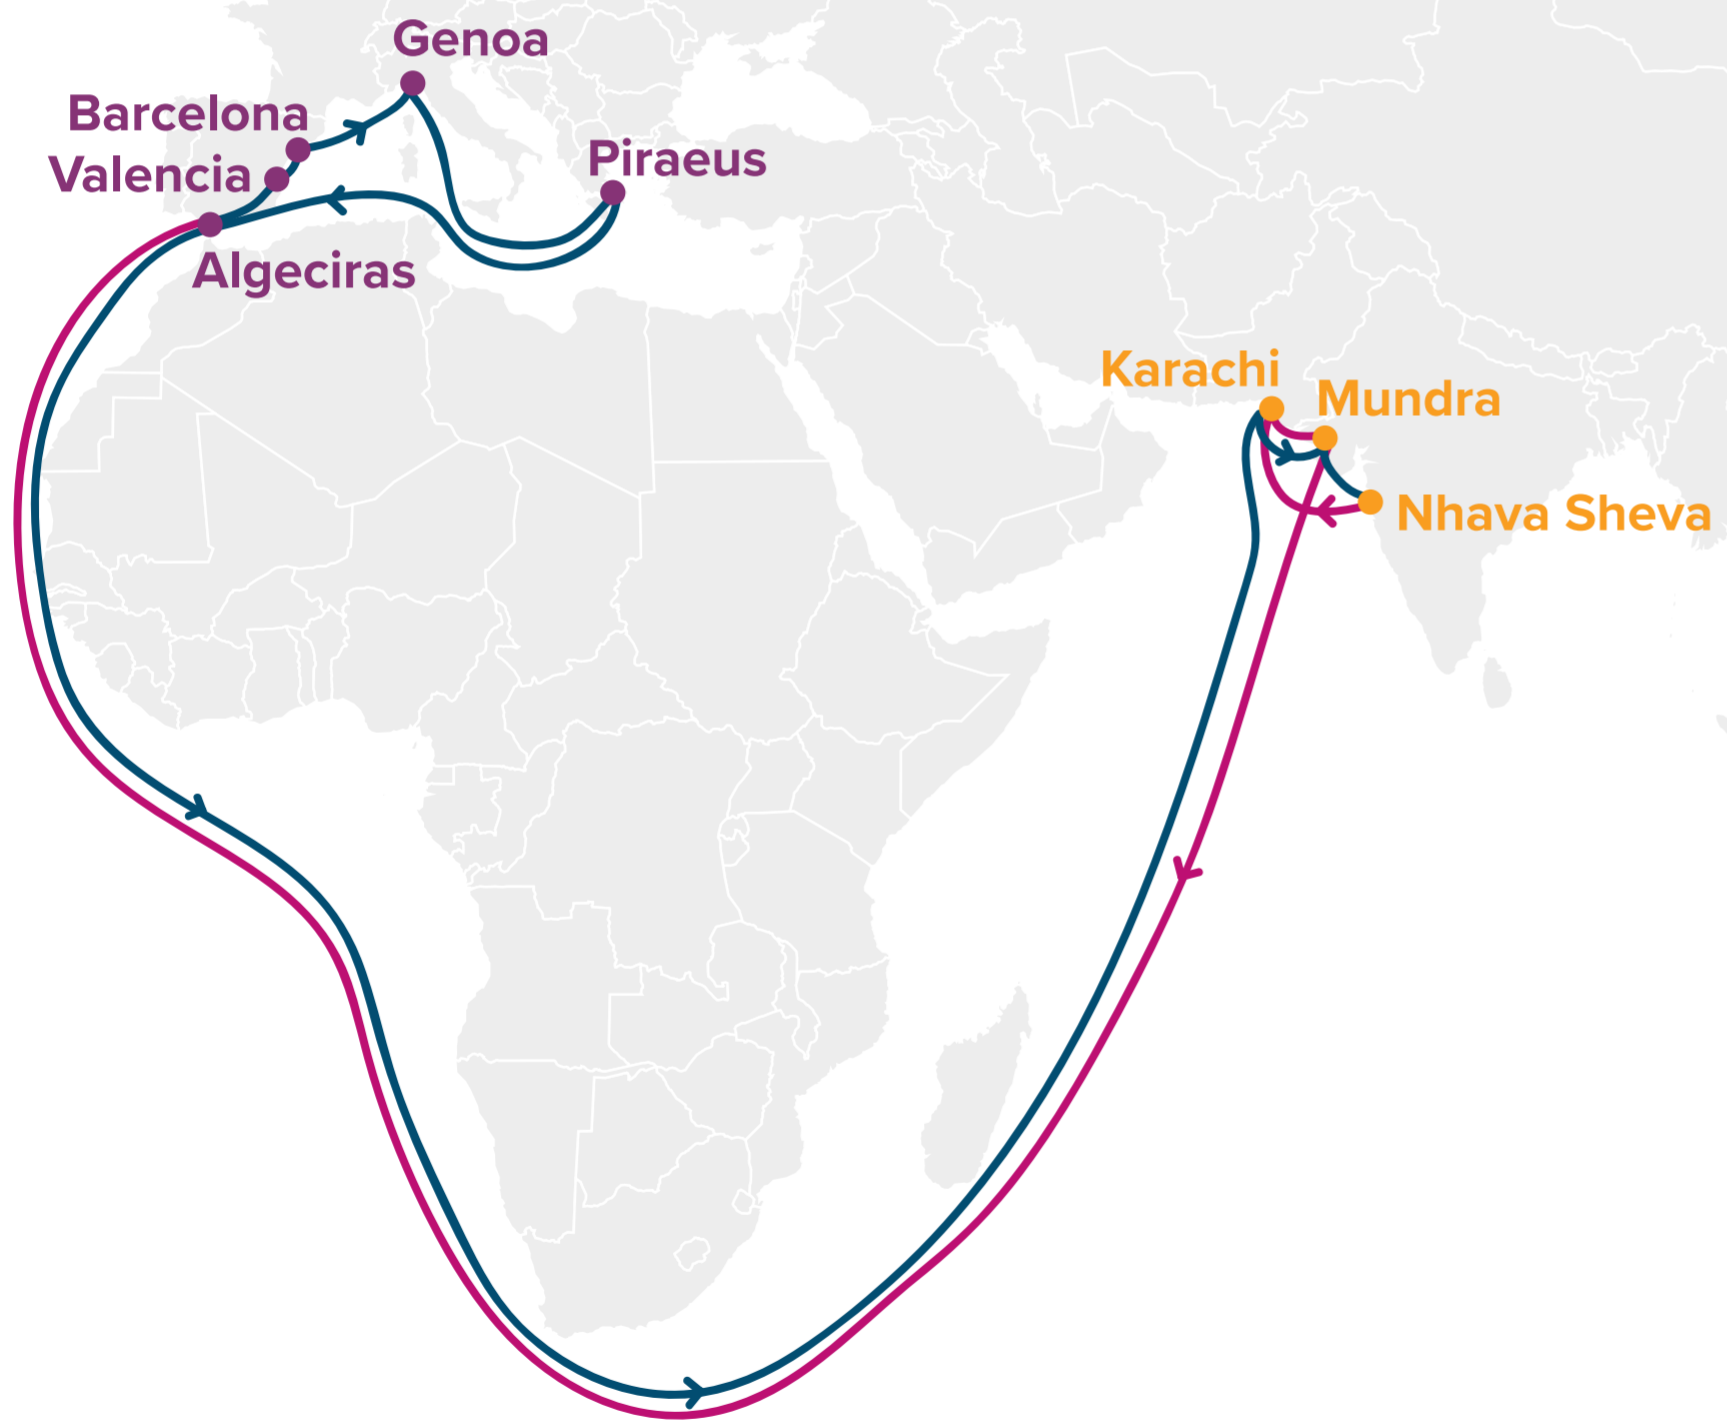 Genoa
Barcelona
Valencia
Piraeus
Algeciras
Karachi
Mundra
Nhava Sheva